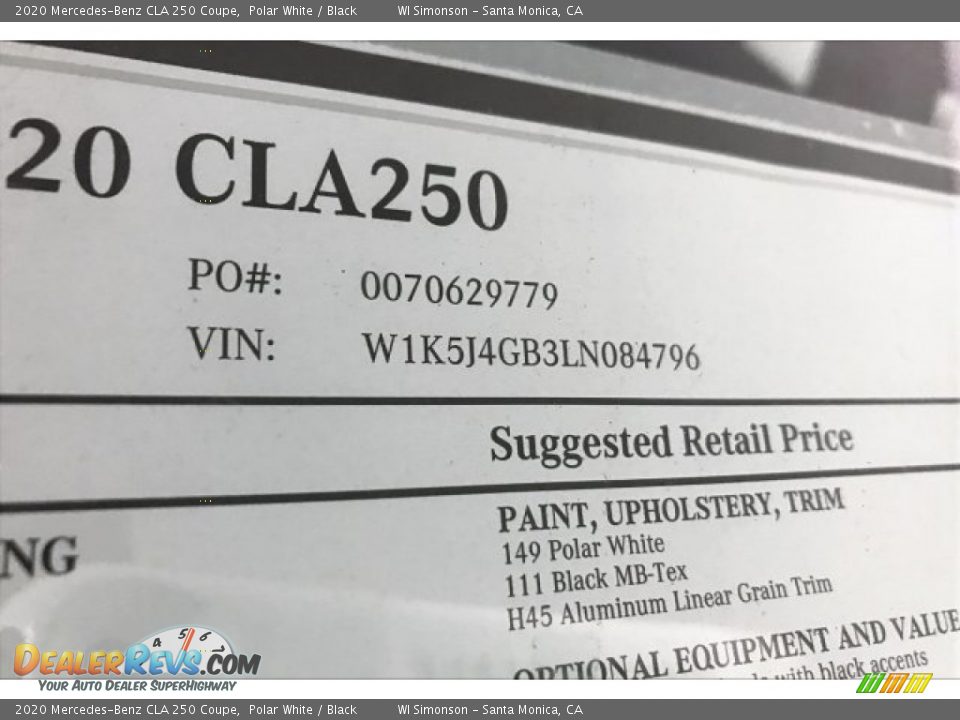 2020 Mercedes-Benz CLA 250 Coupe, Polar White / Black WI Simonson - Santa Monica, CA
20 CLA250
PO#: 0070629779
VIN: W1K5J4GB3LN084796
Suggested Retail Price
NG
PAINT, UPHOLSTERY, TRIM
149 Polar White
111 Black MB-Tex
H45 Aluminum Linear Grain Trim
OPTIONAL EQUIPMENT AND VALUE
with black accents
4 5 6
DEALERREVS.COM
YOUR AUTO DEALER SUPERHIGHWAY
2020 Mercedes-Benz CLA 250 Coupe, Polar White / Black WI Simonson - Santa Monica, CA